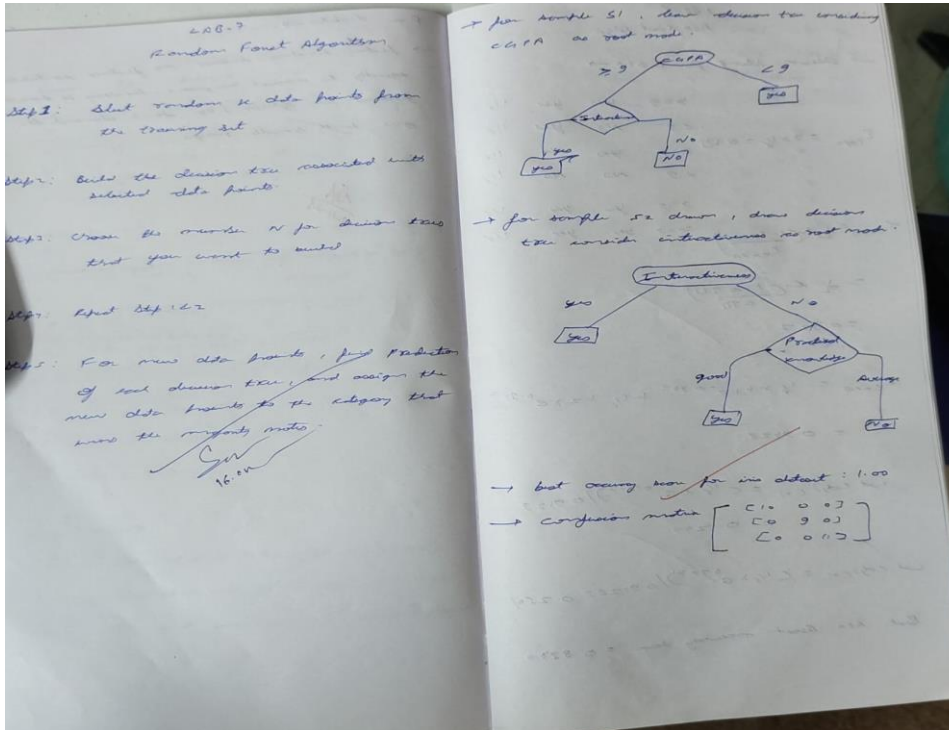 LAB-7
Random Forest Algorithm
Step 1: Select random K data points from
the training set
Step 2: Build the decision tree associated with
selected data points.
Step 3: Choose the number N for decision trees
that you want to build
Step 4: Repeat Step 1 & 2
Step 5: For new data points, find Prediction
of each decision tree, and assign the
new data points to the category that
wins the majority votes.
→ for sample S1, draw decision tree considering
CGPA as root node.
CGPA
≥ 9 < 9
Yes
Yes No
Yes No
→ for sample S2 drawn, draw decision
tree consider interactiveness as root node.
Interactiveness
Yes No
Yes
Practical
knowledge
good Average
Yes No
→ best accuracy score for iris dataset : 1.00
→ confusion matrix
[10 0 0]
[0 9 0]
[0 0 11]